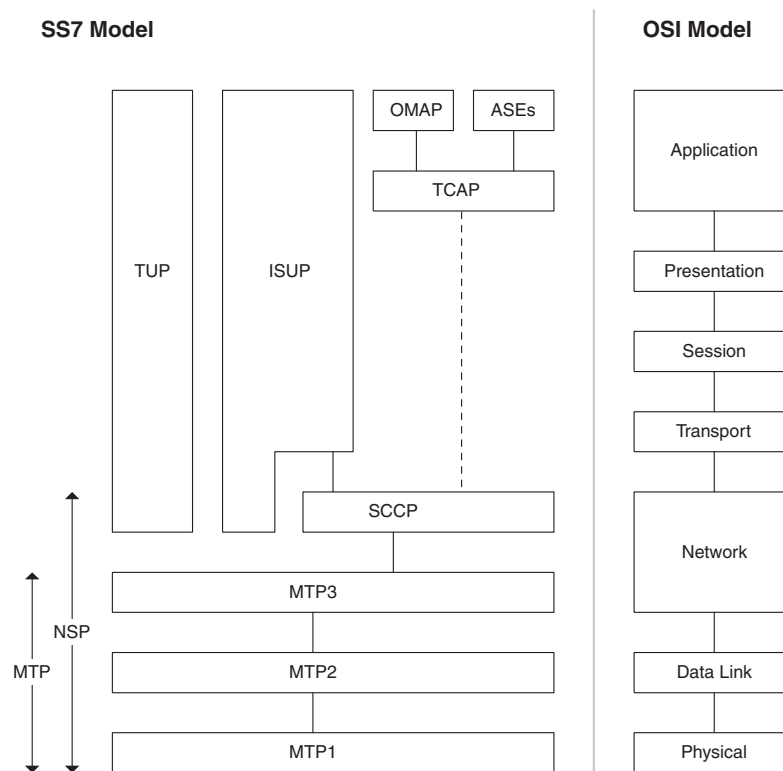 SS7 Model
OSI Model
OMAP
ASEs
Application
TCAP
TUP
ISUP
Presentation
Session
Transport
SCCP
Network
MTP3
NSP
MTP
MTP2
Data Link
MTP1
Physical